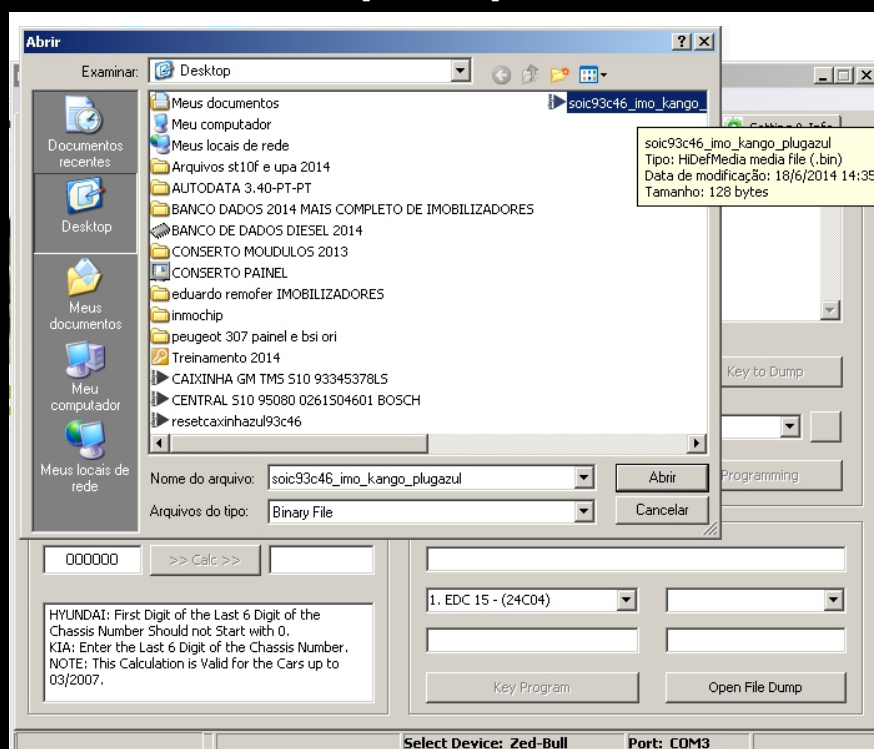 Abrir
Examinar:
Desktop
Documentos
recentes
Desktop
Meus
documentos
Meu
computador
Meus locais de
rede
Meus documentos
Meu computador
Meus locais de rede
Arquivos st10f e upa 2014
AUTODATA 3.40-PT-PT
BANCO DADOS 2014 MAIS COMPLETO DE IMOBILIZADORES
BANCO DE DADOS DIESEL 2014
CONSERTO MOUDULOS 2013
CONSERTO PAINEL
eduardo remofer IMOBILIZADORES
inmochip
peugeot 307 painel e bsi ori
Treinamento 2014
CAIXINHA GM TMS S10 93345378LS
CENTRAL S10 95080 0261S04601 BOSCH
resetcaxinhazul93c46
soic93c46_imo_kango_
soic93c46_imo_kango_plugazul
Tipo: HiDefMedia media file (.bin)
Data de modificação: 18/6/2014 14:35
Tamanho: 128 bytes
Nome do arquivo:
soic93c46_imo_kango_plugazul
Abrir
Arquivos do tipo:
Binary File
Cancelar
Key to Dump
Programming
000000
>> Calc >>
HYUNDAI: First Digit of the Last 6 Digit of the
Chassis Number Should not Start with 0.
KIA: Enter the Last 6 Digit of the Chassis Number.
NOTE: This Calculation is Valid for the Cars up to
03/2007.
1. EDC 15 - (24C04)
Key Program
Open File Dump
Select Device: Zed-Bull
Port: COM3